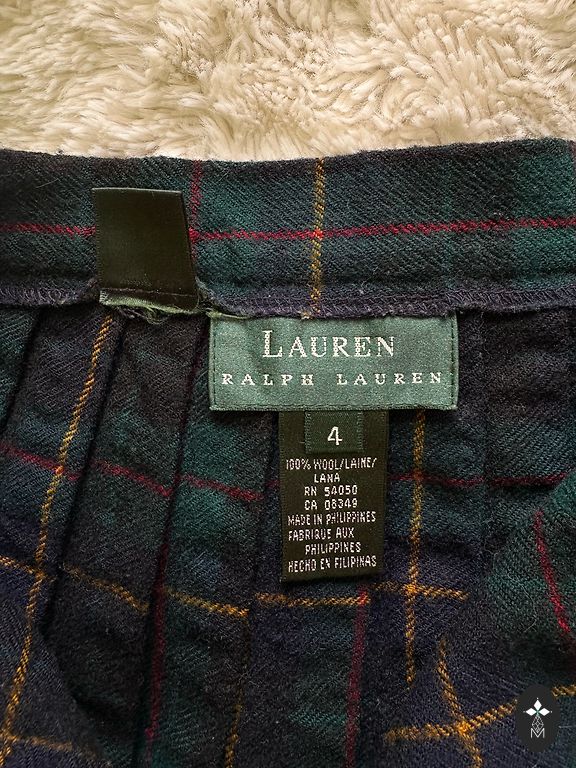 LAUREN
RALPH LAUREN
4
100% WOOL/LAINE/
LANA
RN 54050
CA 08349
MADE IN PHILIPPINES
FABRIQUE AUX
PHILIPPINES
HECHO EN FILIPINAS
M